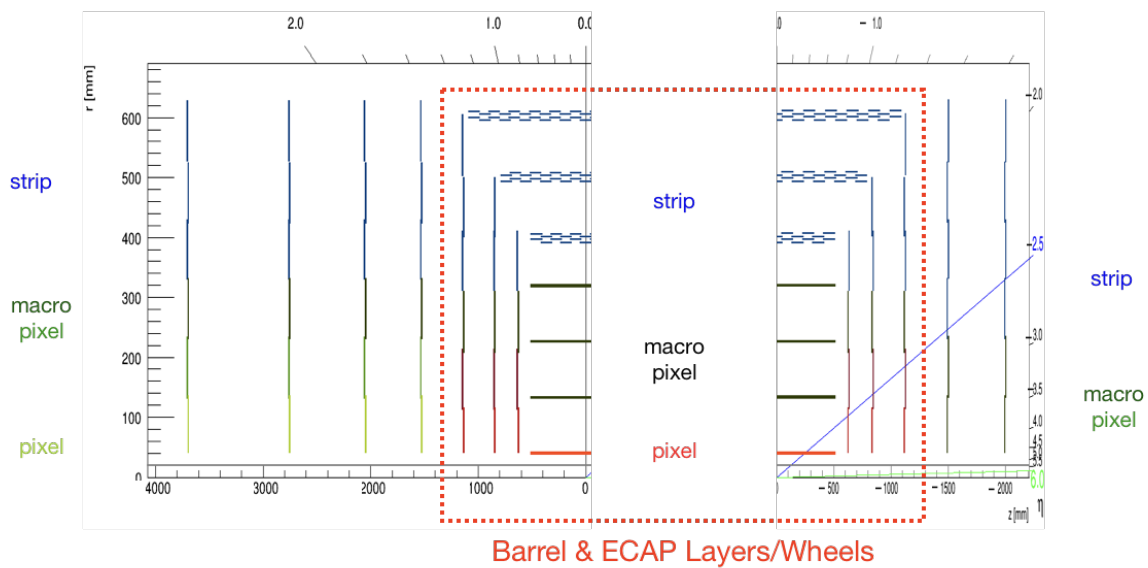 2.0 1.0 0.0 − 1.0
r [mm]
600
500
400
300
200
100
0
strip
macro
pixel
pixel
strip
macro
pixel
pixel
−2.0
−2.5
−3.0
strip
macro
pixel
4000 3000 2000 1000 0
− 500 − 1000 − 1500 − 2000
6.0
η
z [mm]
Barrel & ECAP Layers/Wheels